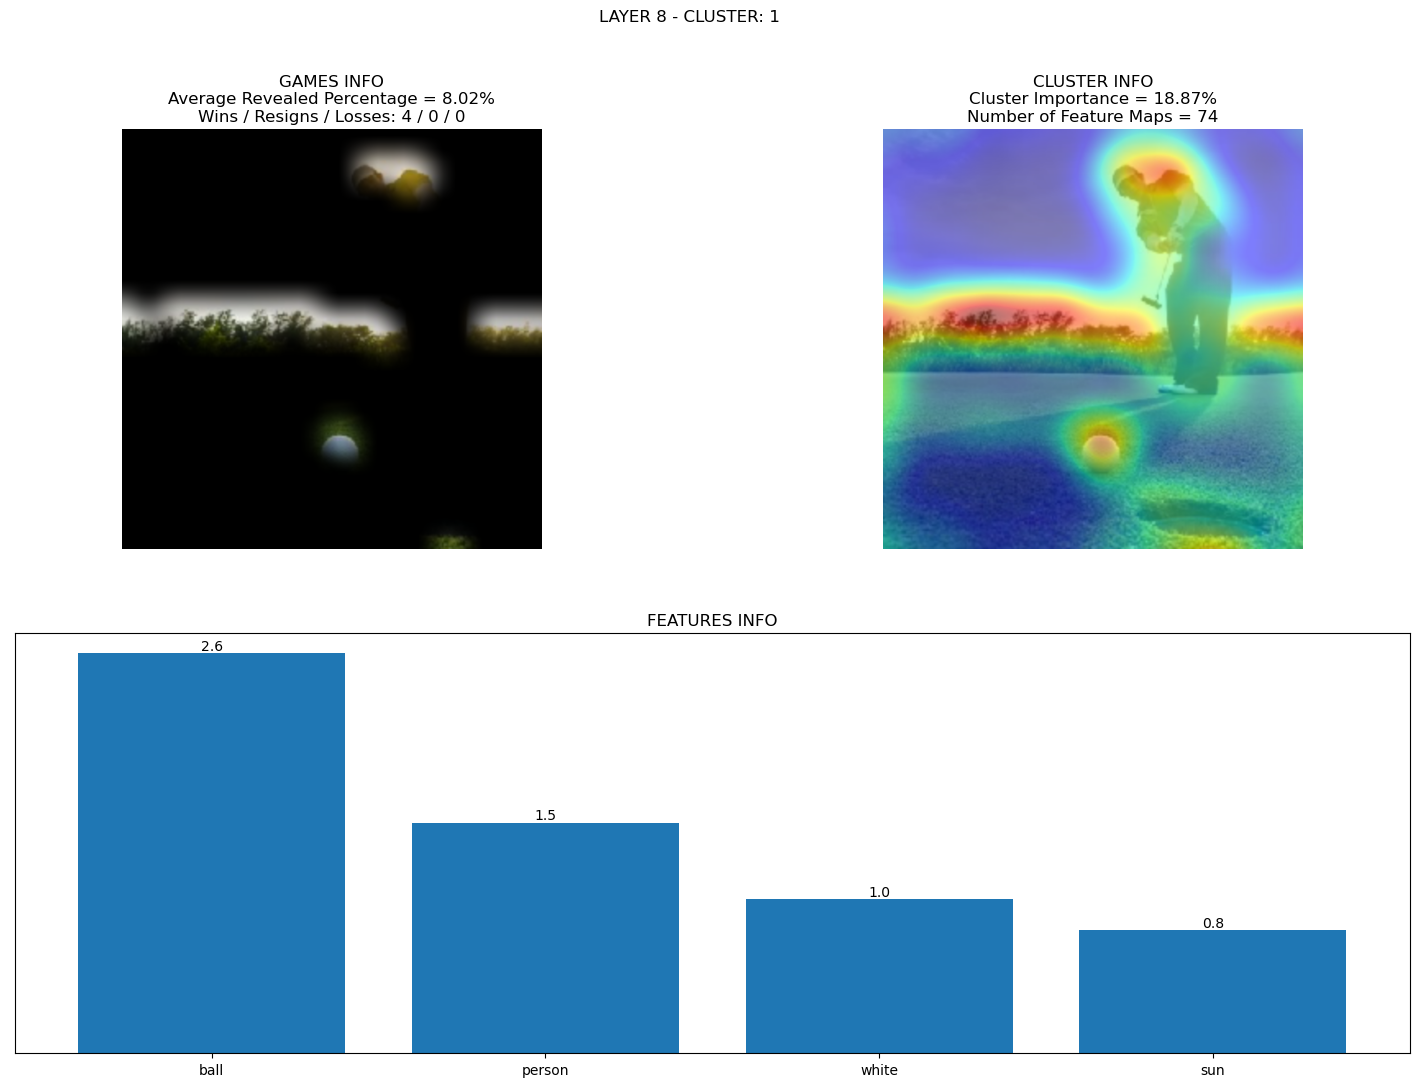 LAYER 8 - CLUSTER: 1
GAMES INFO
Average Revealed Percentage = 8.02%
Wins / Resigns / Losses: 4 / 0 / 0
CLUSTER INFO
Cluster Importance = 18.87%
Number of Feature Maps = 74
FEATURES INFO
2.6
1.5
1.0
0.8
ball
person
white
sun